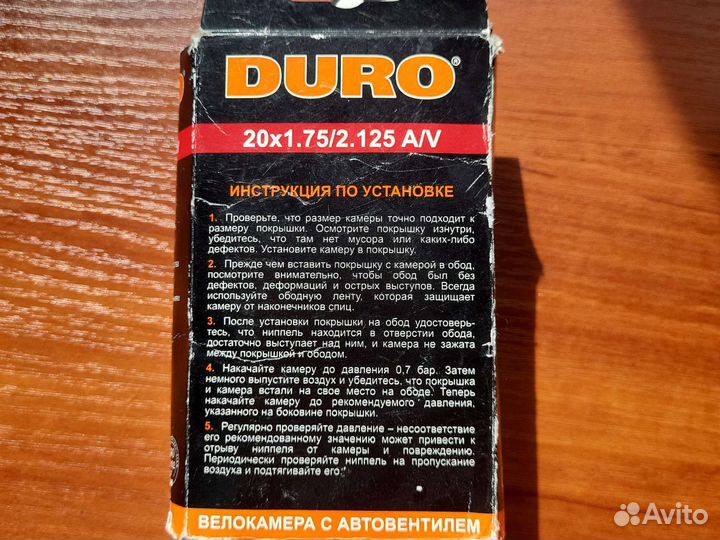 DURO®
20x1.75/2.125 A/V
ИНСТРУКЦИЯ ПО УСТАНОВКЕ
1. Проверьте, что размер камеры точно подходит к
размеру покрышки. Осмотрите покрышку изнутри,
убедитесь, что там нет мусора или каких-либо
дефектов. Установите камеру в покрышку.
2. Прежде чем вставить покрышку с камерой в обод,
посмотрите внимательно, чтобы обод был без
дефектов, деформаций и острых выступов. Всегда
используйте ободную ленту, которая защищает
камеру от наконечников спиц.
3. После установки покрышки на обод удостоверь-
тесь, что ниппель находится в отверстии обода,
достаточно выступает над ним, и камера не зажата
между покрышкой и ободом.
4. Накачайте камеру до давления 0,7 бар. Затем
немного выпустите воздух и убедитесь, что покрышка
и камера встали на свое место на ободе. Теперь
накачайте камеру до рекомендуемого давления,
указанного на боковине покрышки.
5. Регулярно проверяйте давление – несоответствие
его рекомендованному значению может привести к
отрыву ниппеля от камеры и повреждению.
Периодически проверяйте ниппель на пропускание
воздуха и подтягивайте его.
ВЕЛОКАМЕРА С АВТОВЕНТИЛЕМ
Avito